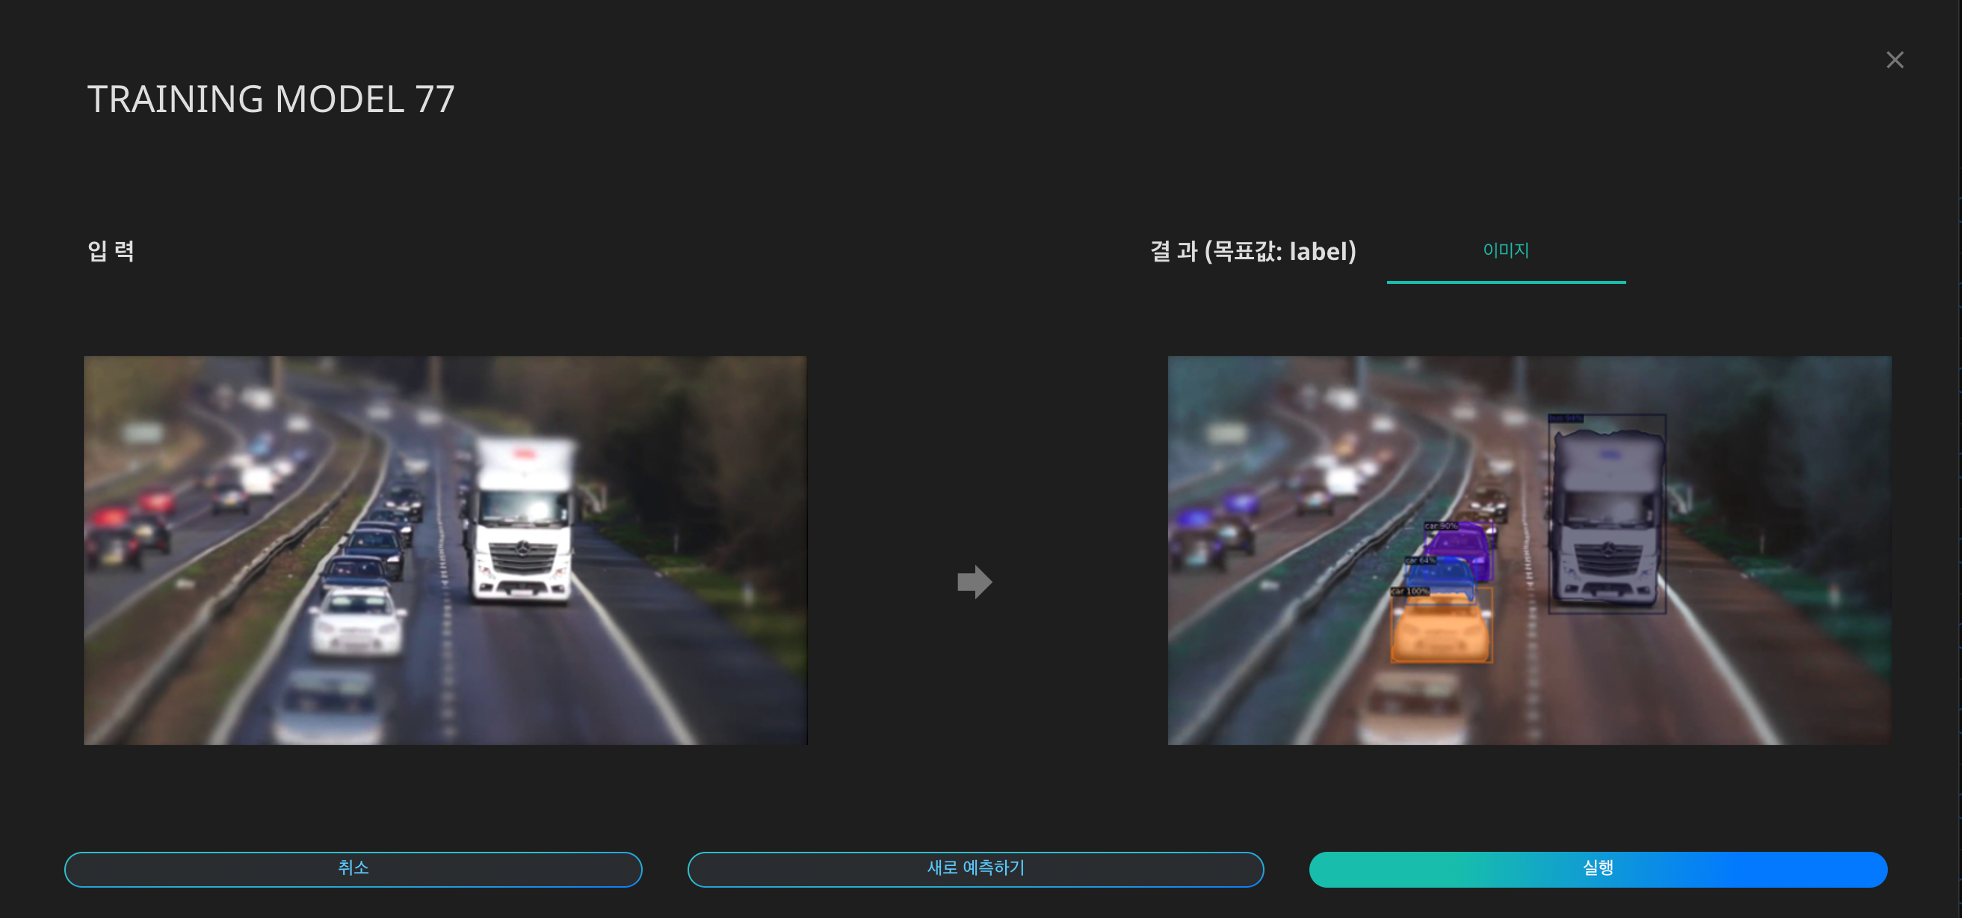 TRAINING MODEL 77
입 력
결 과 (목표값: label)
이미지
car 90%
car 64%
car 100%
취소
새로 예측하기
실행